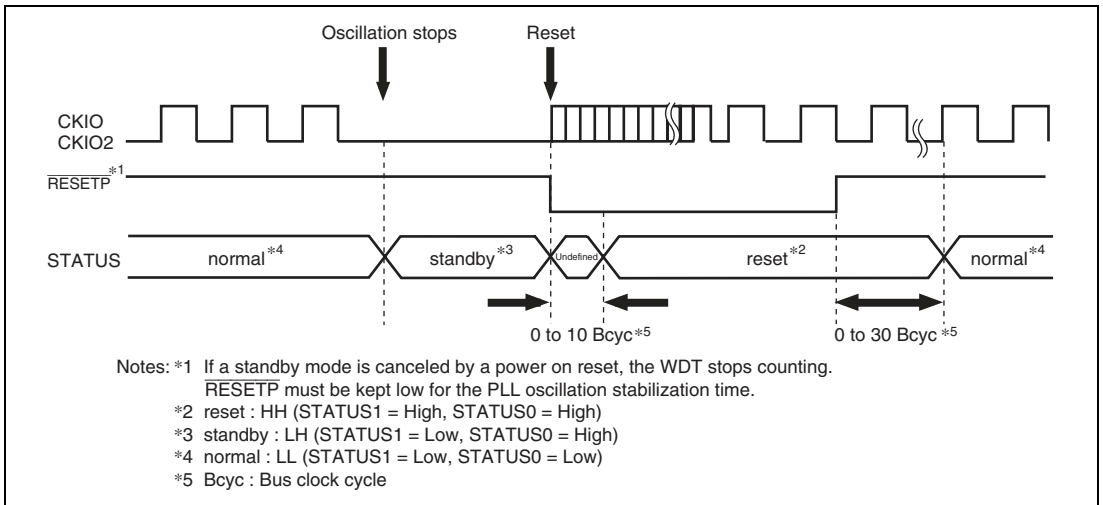 Oscillation stops Reset
CKIO
CKIO2
RESETP*1
STATUS normal*4 standby*3 Undefined reset*2 normal*4
0 to 10 Bcyc*5 0 to 30 Bcyc*5
Notes: *1 If a standby mode is canceled by a power on reset, the WDT stops counting.
RESETP must be kept low for the PLL oscillation stabilization time.
*2 reset : HH (STATUS1 = High, STATUS0 = High)
*3 standby : LH (STATUS1 = Low, STATUS0 = High)
*4 normal : LL (STATUS1 = Low, STATUS0 = Low)
*5 Bcyc : Bus clock cycle